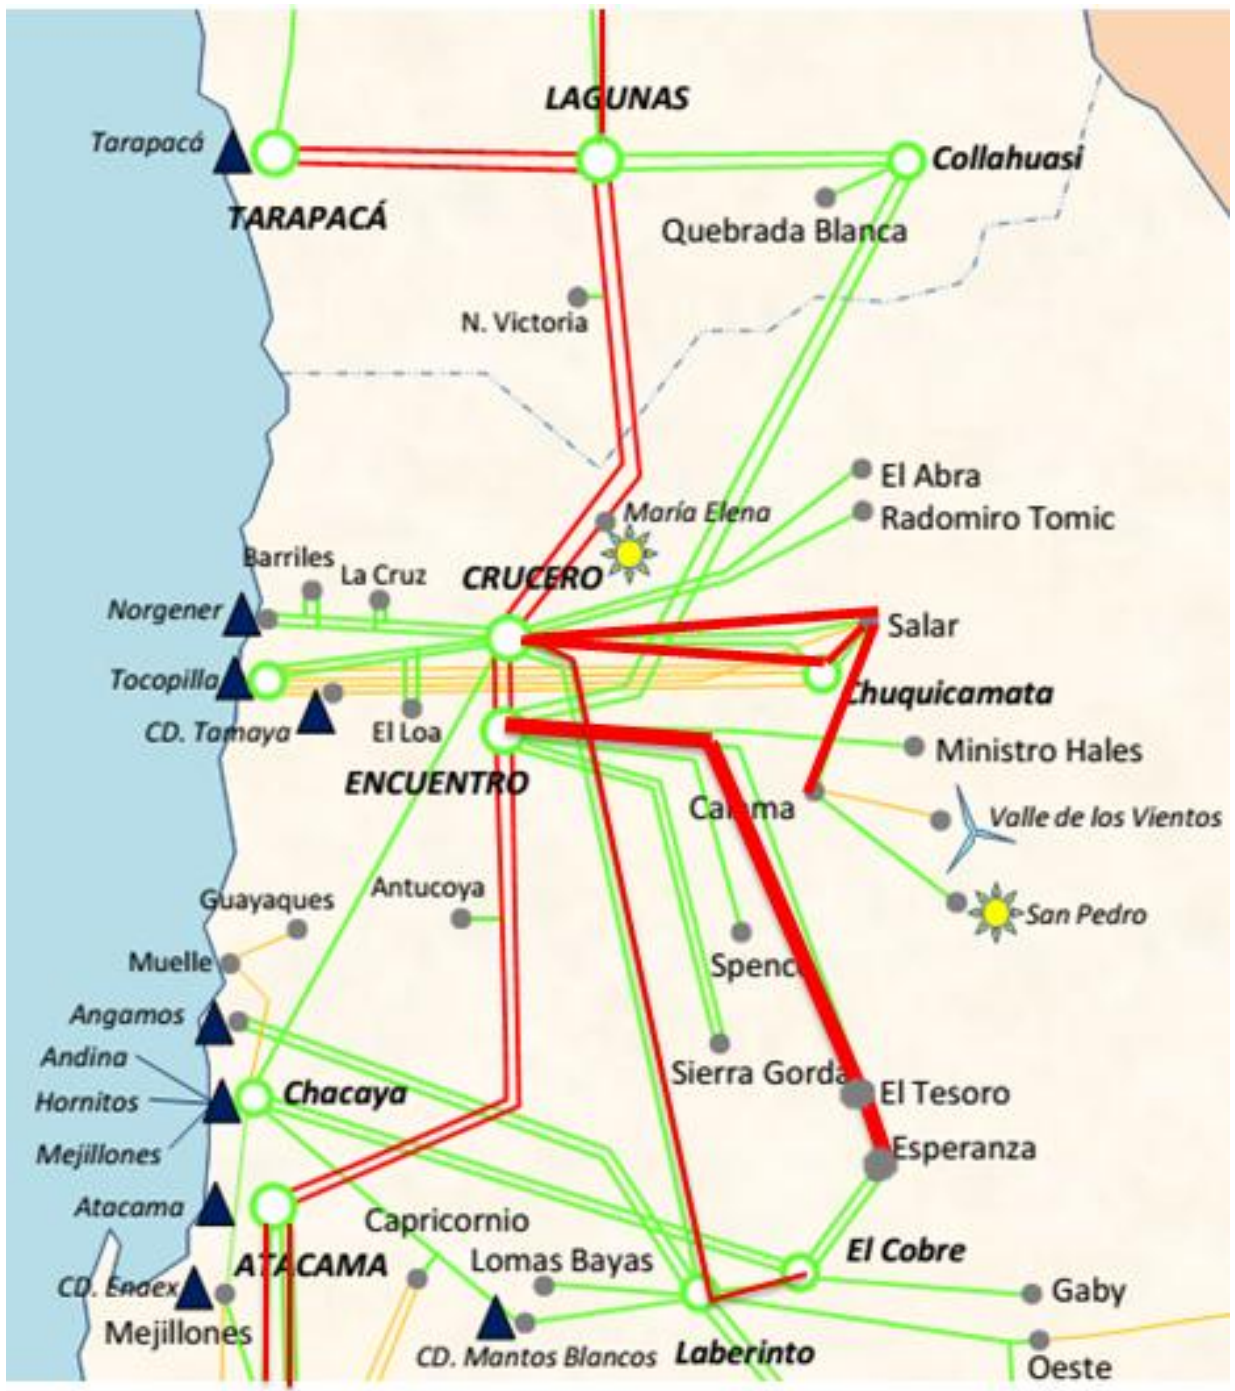 LAGUNAS
Tarapacá
Collahuasi
TARAPACÁ
Quebrada Blanca
N. Victoria
El Abra
María Elena
Radomiro Tomic
Barriles
La Cruz
CRUCERO
Norgener
Salar
Tocopilla
Chuquicamata
CD. Tamaya
El Loa
Ministro Hales
ENCUENTRO
Calama
Valle de los Vientos
Antucoya
Guayaques
San Pedro
Muelle
Spence
Angamos
Andina
Sierra Gorda
El Tesoro
Chacaya
Hornitos
Esperanza
Mejillones
Atacama
Capricornio
El Cobre
ATACAMA
Lomas Bayas
CD. Enaex
Gaby
Mejillones
CD. Mantos Blancos
Laberinto
Oeste